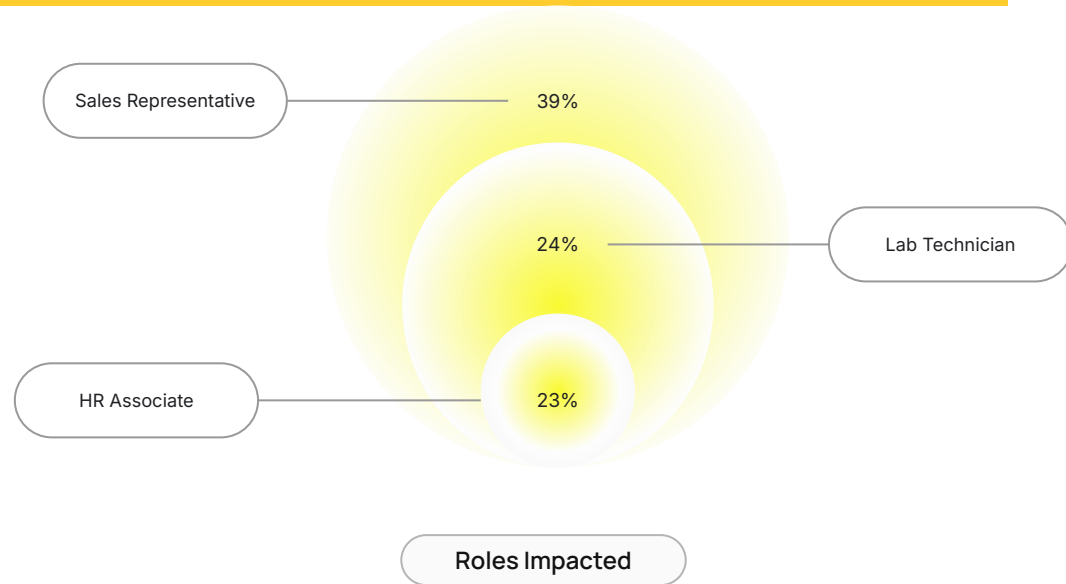 Sales Representative
39%
24%
Lab Technician
HR Associate
23%
Roles Impacted